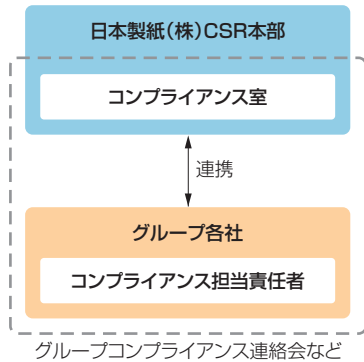 日本製紙（株）CSR本部
コンプライアンス室
連携
グループ各社
コンプライアンス担当責任者
グループコンプライアンス連絡会など